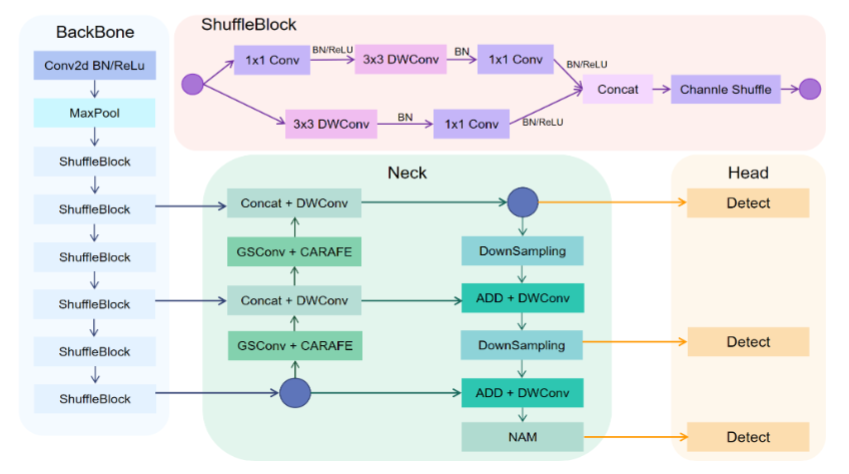 BackBone
Conv2d BN/ReLu
MaxPool
ShuffleBlock
ShuffleBlock
ShuffleBlock
ShuffleBlock
ShuffleBlock
ShuffleBlock
ShuffleBlock
1x1 Conv
BN/ReLU
3x3 DWConv
BN
1x1 Conv
BN/ReLU
3x3 DWConv
BN
1x1 Conv
BN/ReLU
Concat
Channle Shuffle
Neck
Concat + DWConv
GSConv + CARAFE
Concat + DWConv
GSConv + CARAFE
DownSampling
ADD + DWConv
DownSampling
ADD + DWConv
NAM
Head
Detect
Detect
Detect